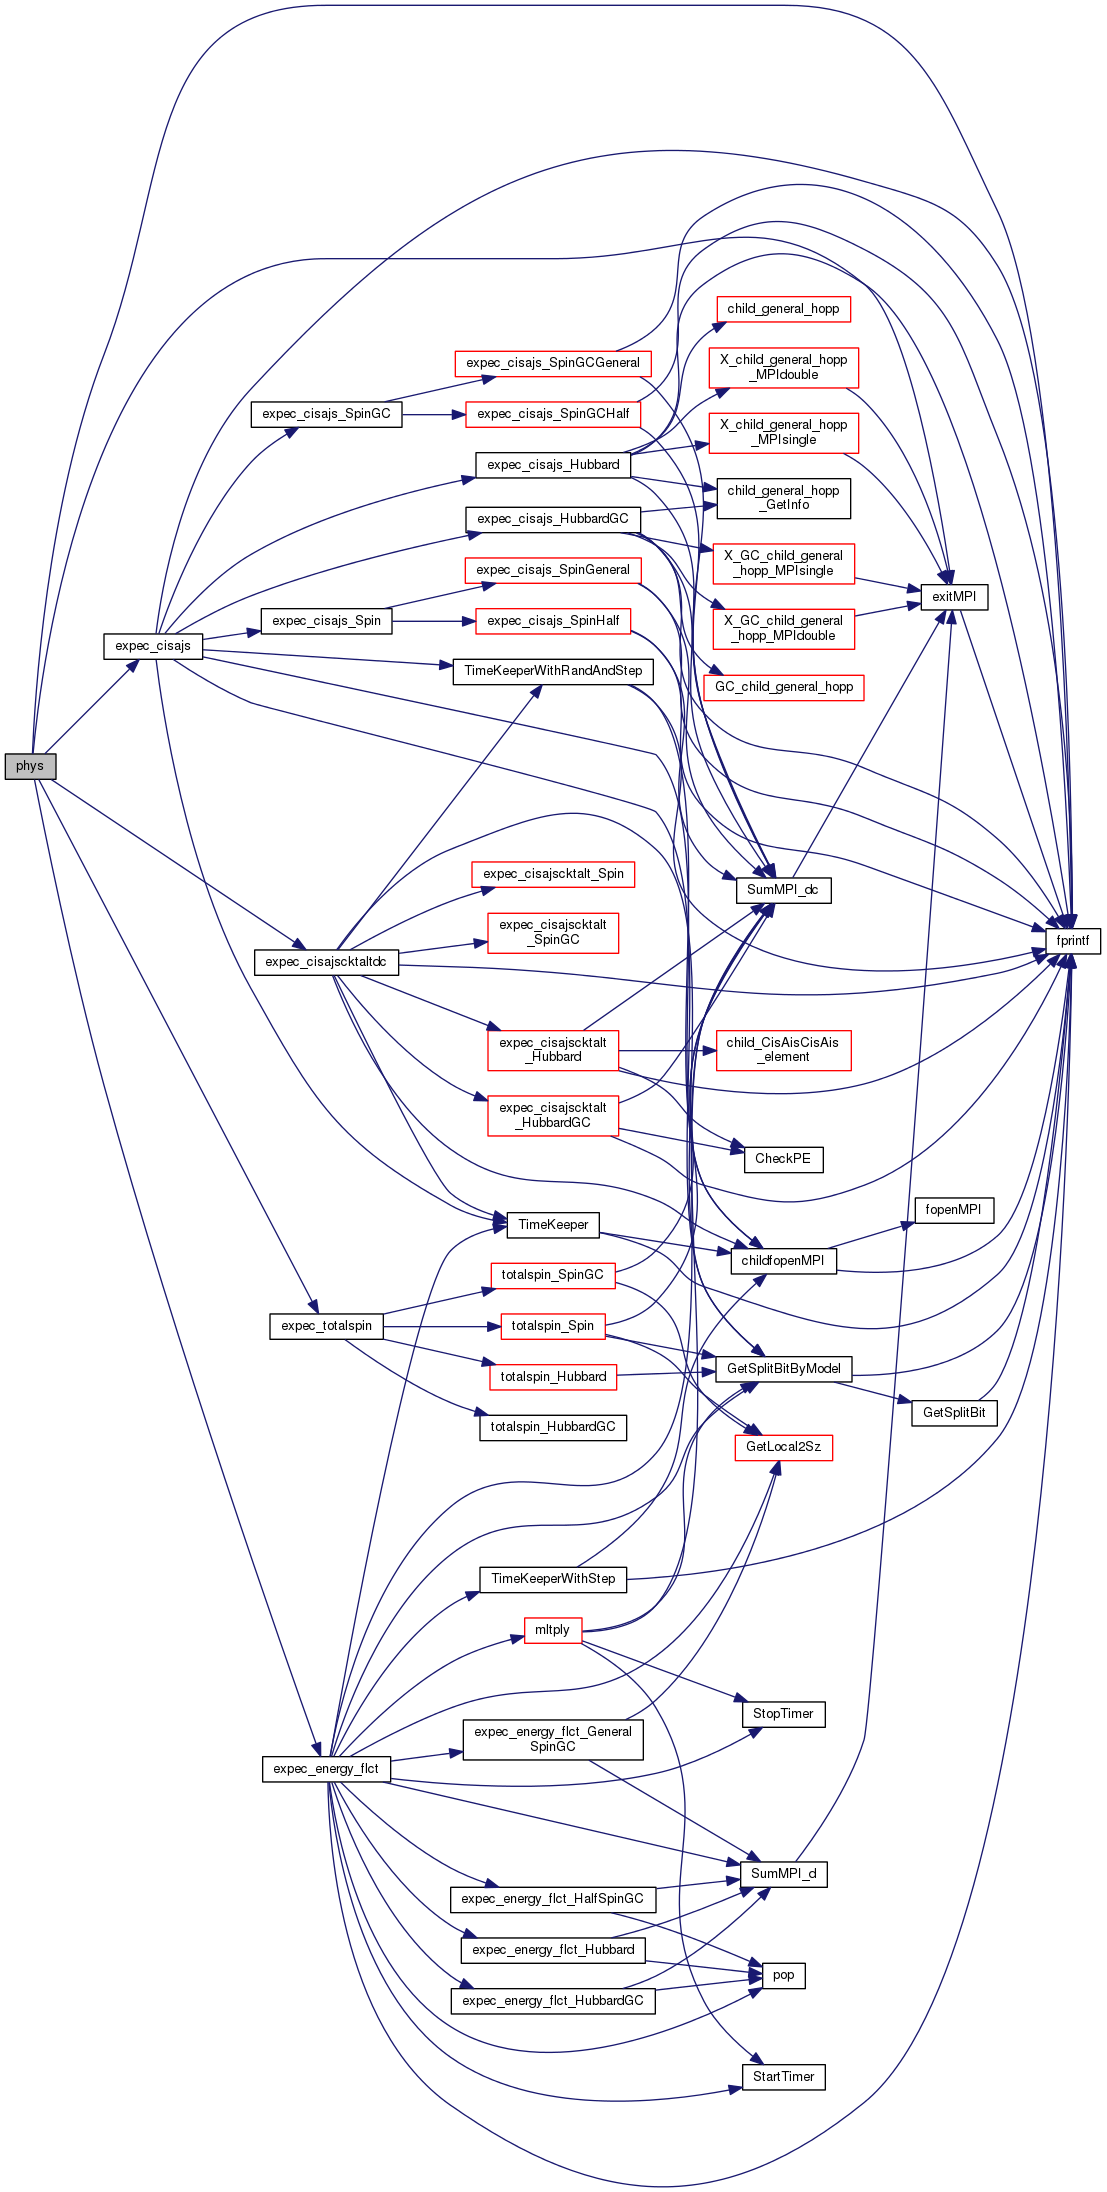 child_general_hopp
X_child_general_hopp
_MPIdouble
expec_cisajs_SpinGCGeneral
expec_cisajs_SpinGC
expec_cisajs_SpinGCHalf
X_child_general_hopp
_MPIsingle
expec_cisajs_Hubbard
child_general_hopp
_GetInfo
expec_cisajs_HubbardGC
X_GC_child_general
_hopp_MPIsingle
expec_cisajs_SpinGeneral
exitMPI
expec_cisajs_Spin
expec_cisajs_SpinHalf
X_GC_child_general
_hopp_MPIdouble
expec_cisajs
TimeKeeperWithRandAndStep
GC_child_general_hopp
phys
expec_cisajscktalt_Spin
SumMPI_dc
expec_cisajscktalt
_SpinGC
fprintf
expec_cisajscktaltdc
expec_cisajscktalt
_Hubbard
child_CisAisCisAis
_element
expec_cisajscktalt
_HubbardGC
CheckPE
fopenMPI
TimeKeeper
childfopenMPI
totalspin_SpinGC
expec_totalspin
totalspin_Spin
GetSplitBitByModel
totalspin_Hubbard
GetSplitBit
totalspin_HubbardGC
GetLocal2Sz
TimeKeeperWithStep
mltply
StopTimer
expec_energy_flct_General
SpinGC
expec_energy_flct
SumMPI_d
expec_energy_flct_HalfSpinGC
expec_energy_flct_Hubbard
pop
expec_energy_flct_HubbardGC
StartTimer